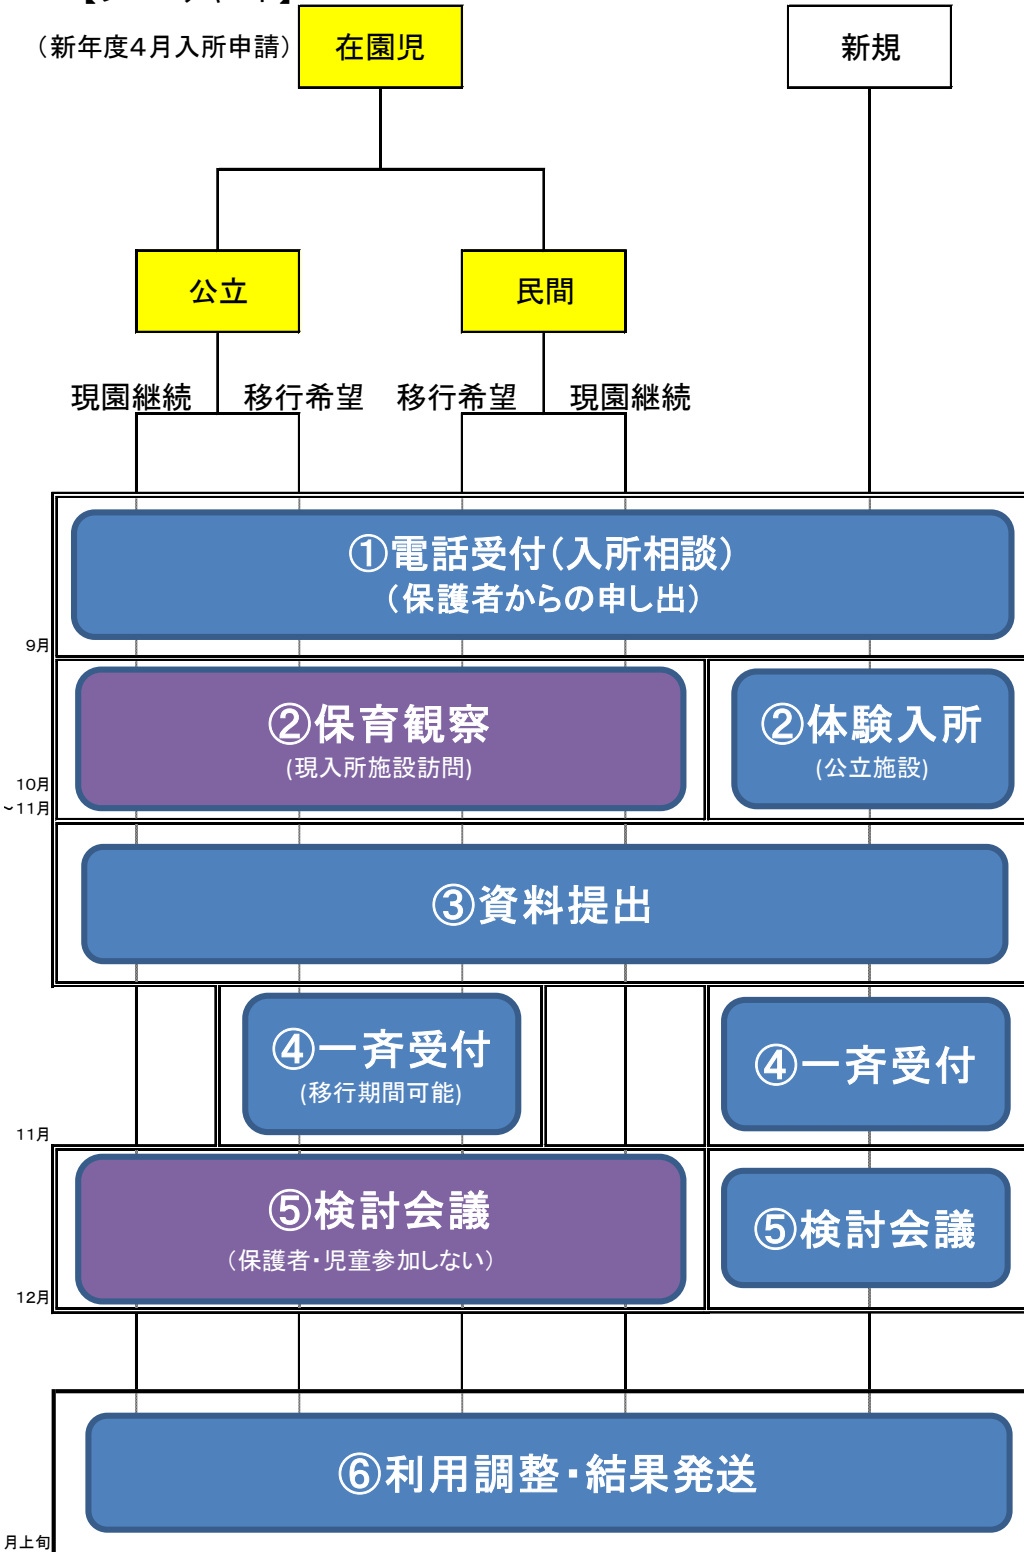 (新年度4月入所申請)
在園児
新規
公立
民間
現園継続
移行希望
移行希望
現園継続
①電話受付(入所相談)
(保護者からの申し出)
9月
②保育観察
(現入所施設訪問)
②体験入所
(公立施設)
10月
~11月
③資料提出
④一斉受付
(移行期間可能)
④一斉受付
11月
⑤検討会議
(保護者・児童参加しない)
⑤検討会議
12月
⑥利用調整・結果発送
月上旬